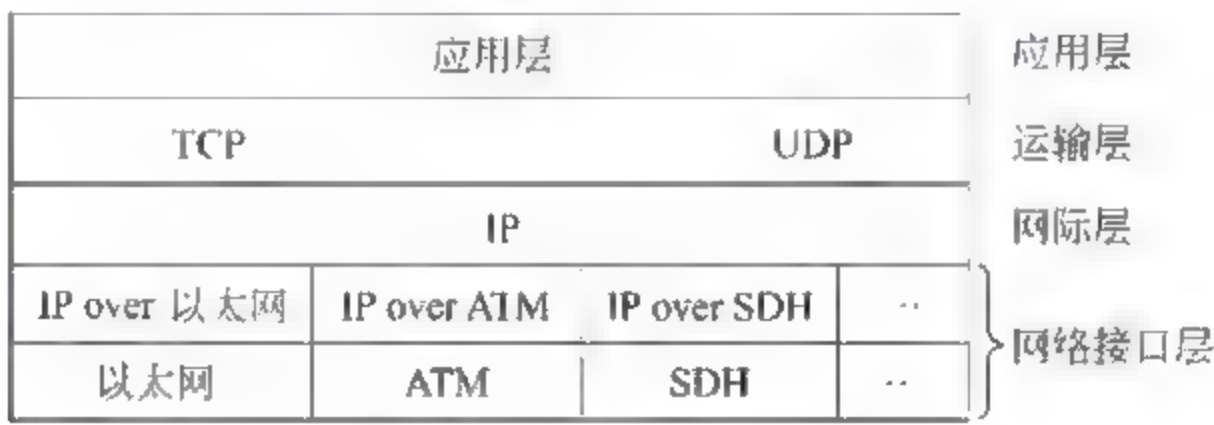 应用层 应用层
TCP UDP 运输层
IP 网际层
IP over 以太网 IP over ATM IP over SDH ..
网络接口层
以太网 ATM SDH ..